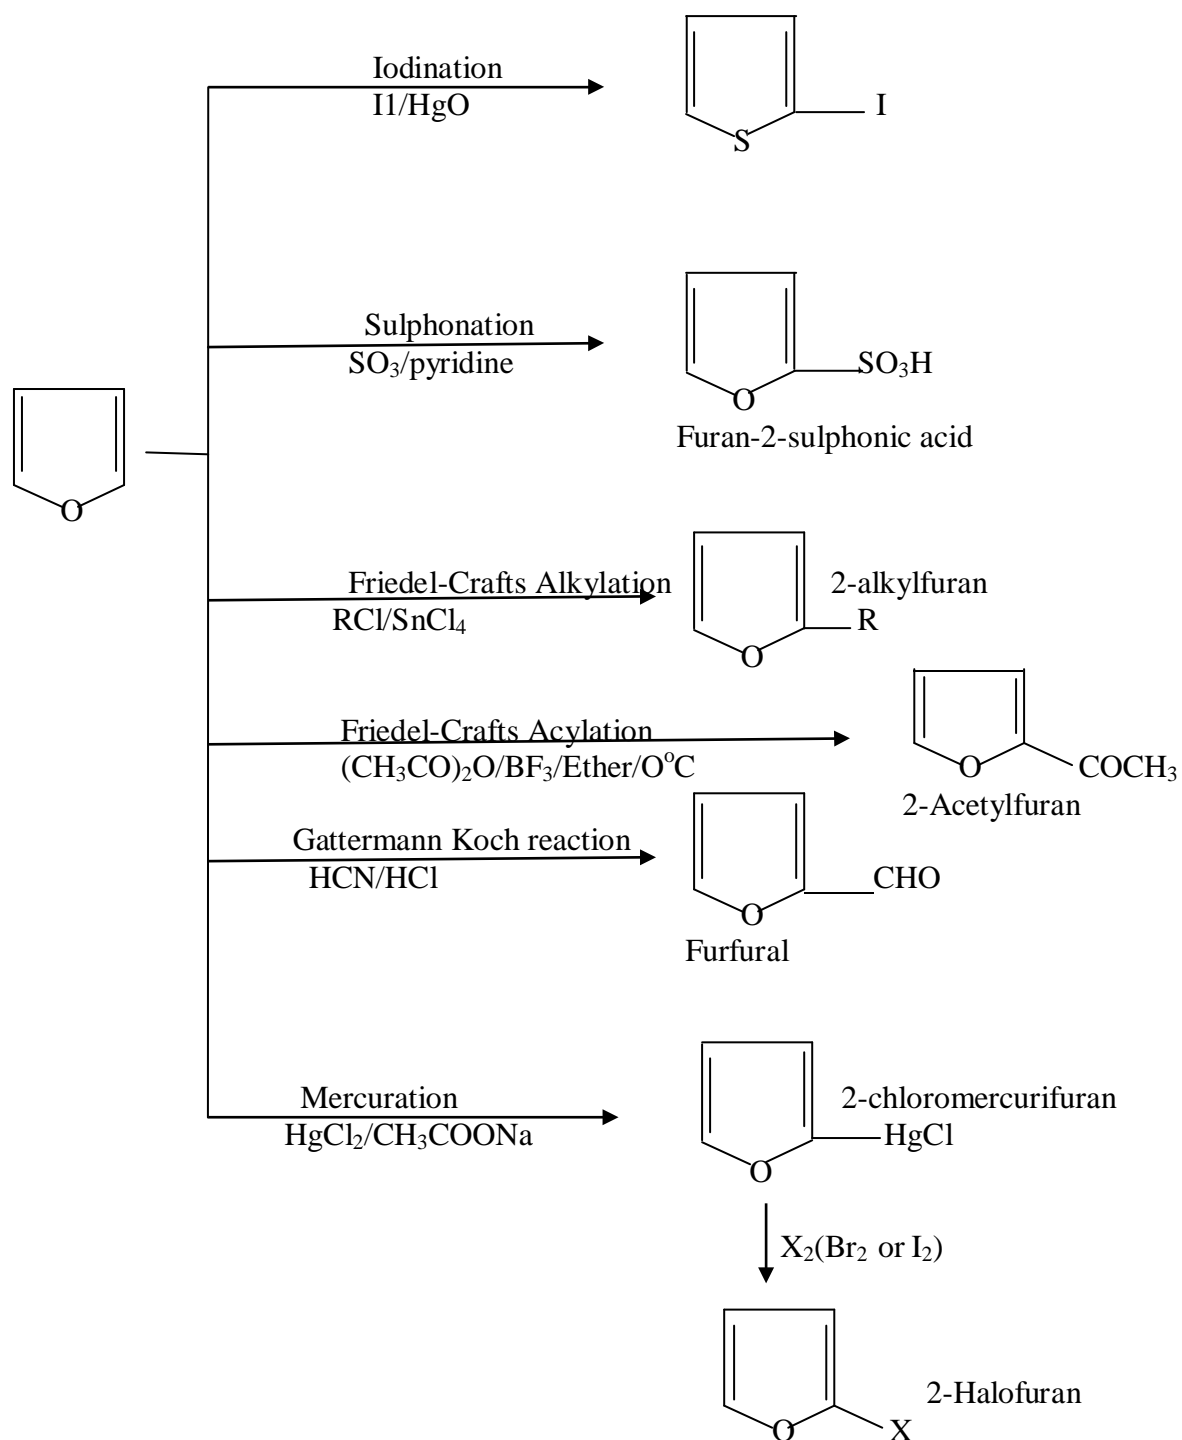 Iodination
I1/HgO
I
S
Sulphonation
SO₃/pyridine
SO₃H
O
Furan-2-sulphonic acid
O
Friedel-Crafts Alkylation
RCl/SnCl₄
2-alkylfuran
R
O
Friedel-Crafts Acylation
(CH₃CO)₂O/BF₃/Ether/O°C
O
COCH₃
2-Acetylfuran
Gattermann Koch reaction
HCN/HCl
CHO
O
Furfural
Mercuration
HgCl₂/CH₃COONa
2-chloromercurifuran
HgCl
O
X₂(Br₂ or I₂)
2-Halofuran
O
X